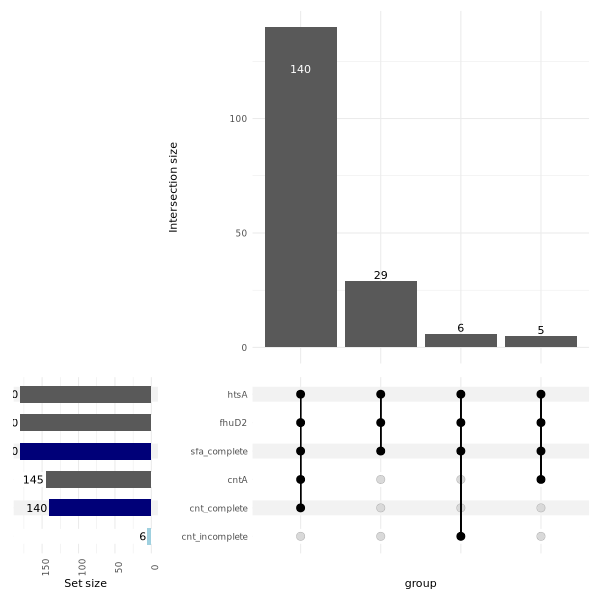 140
29
6
5
100
50
0
Intersection size
htsA
fhuD2
sfa_complete
cntA
cnt_complete
cnt_incomplete
0
0
0
145
140
6
150
100
50
0
Set size
group